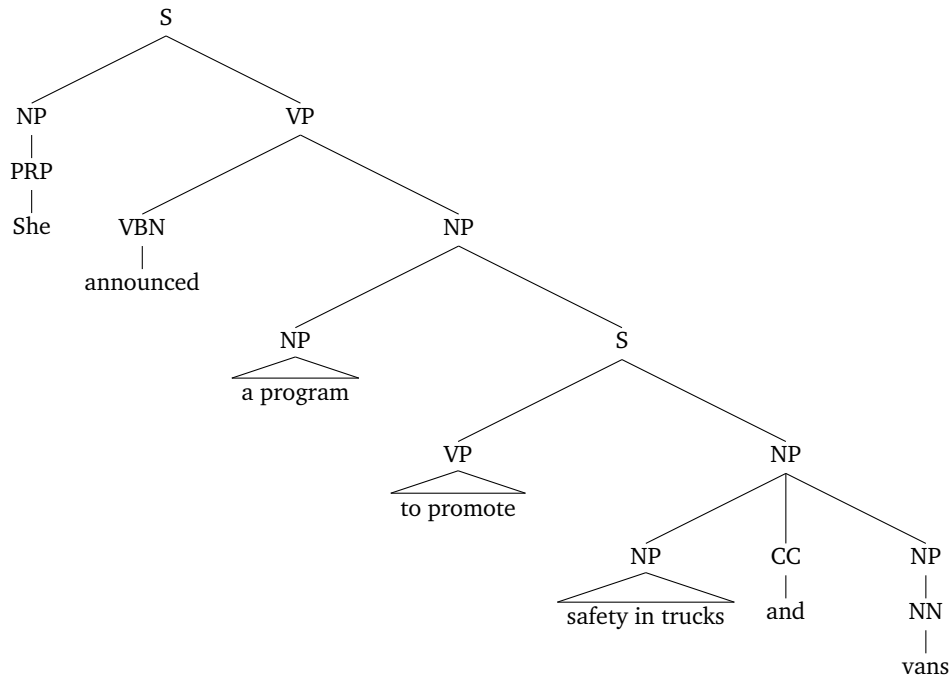 S
NP VP
PRP
She VBN NP
announced
NP S
a program
VP NP
to promote
NP CC NP
safety in trucks and NN
vans